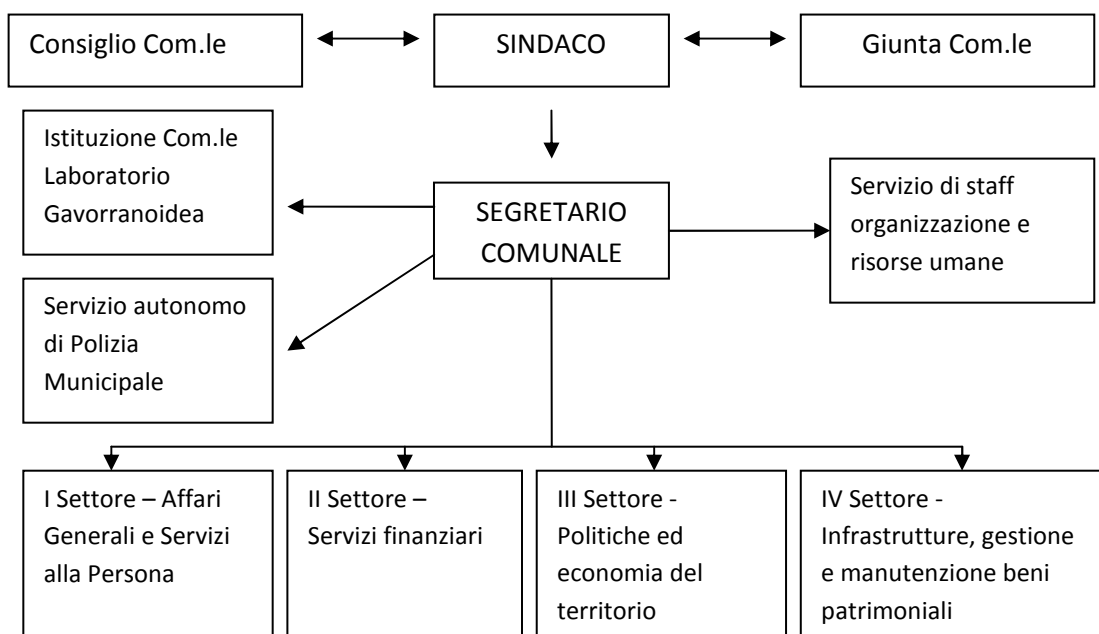 Consiglio Com.le
SINDACO
Giunta Com.le
Istituzione Com.le
Laboratorio
Gavorranoidea
SEGRETARIO
COMUNALE
Servizio di staff
organizzazione e
risorse umane
Servizio autonomo
di Polizia
Municipale
I Settore – Affari
Generali e Servizi
alla Persona
II Settore –
Servizi finanziari
III Settore -
Politiche ed
economia del
territorio
IV Settore -
Infrastrutture, gestione
e manutenzione beni
patrimoniali